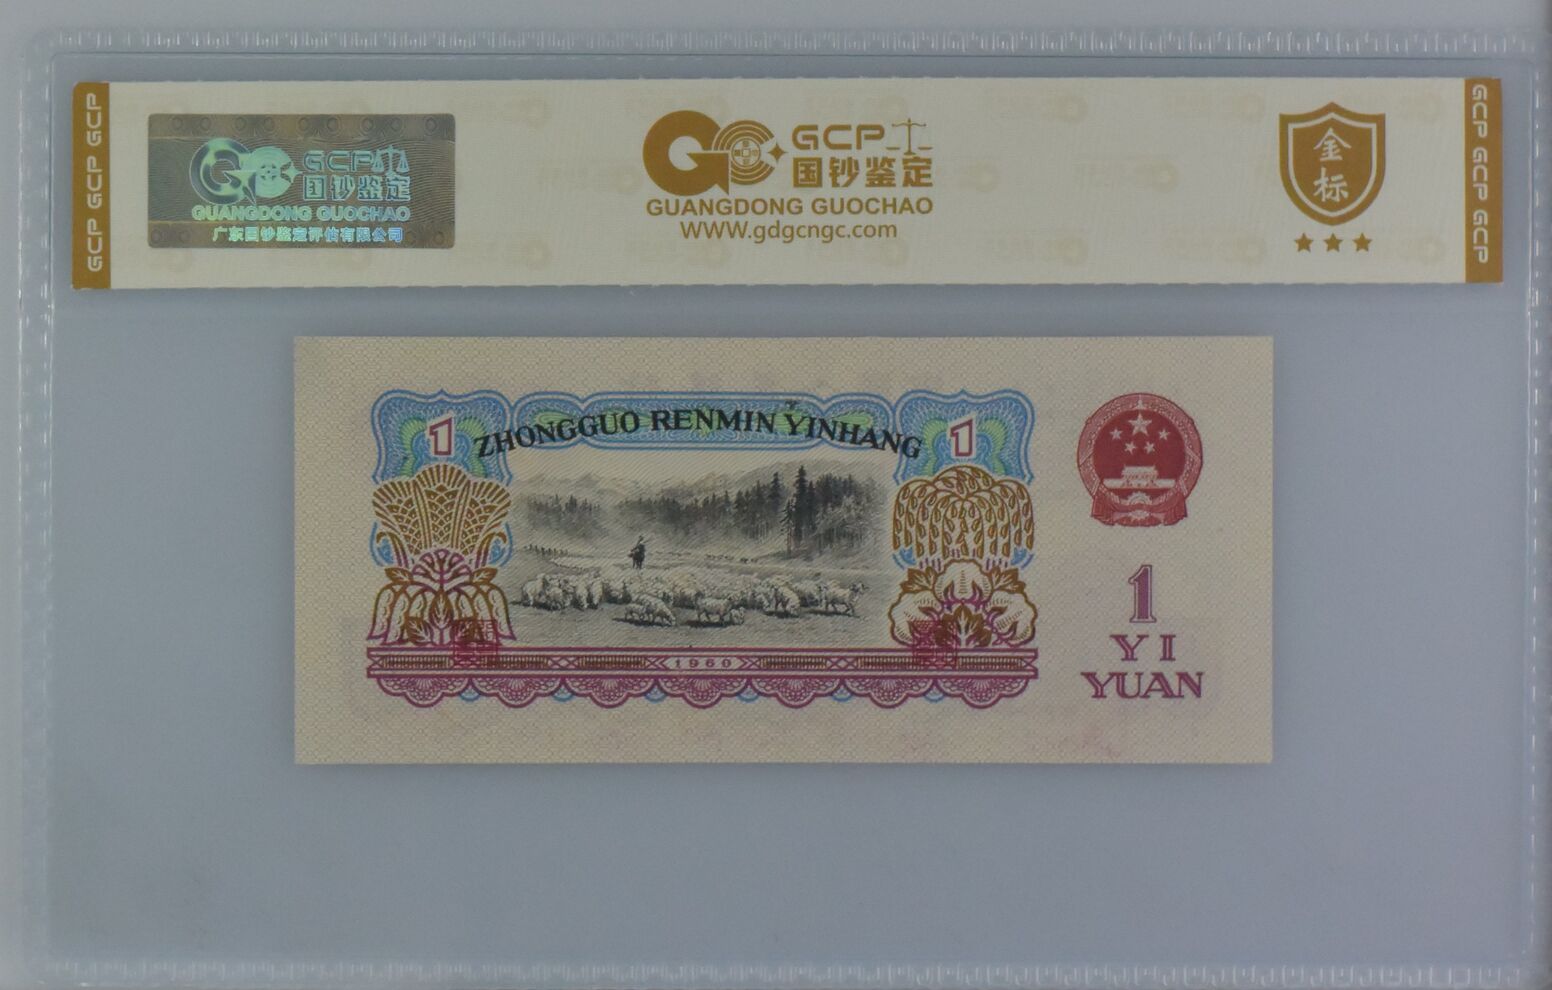 GCP GCP GCP
GCP
国钞鉴定
GUANGDONG GUOCHAO
广东国钞鉴定评估有限公司
GCP
国钞鉴定
GUANGDONG GUOCHAO
WWW.gdgcngc.com
金
标
GCP GCP GCP
1 ZHONGGUO RENMIN YINHANG 1
1960
1
YI
YUAN